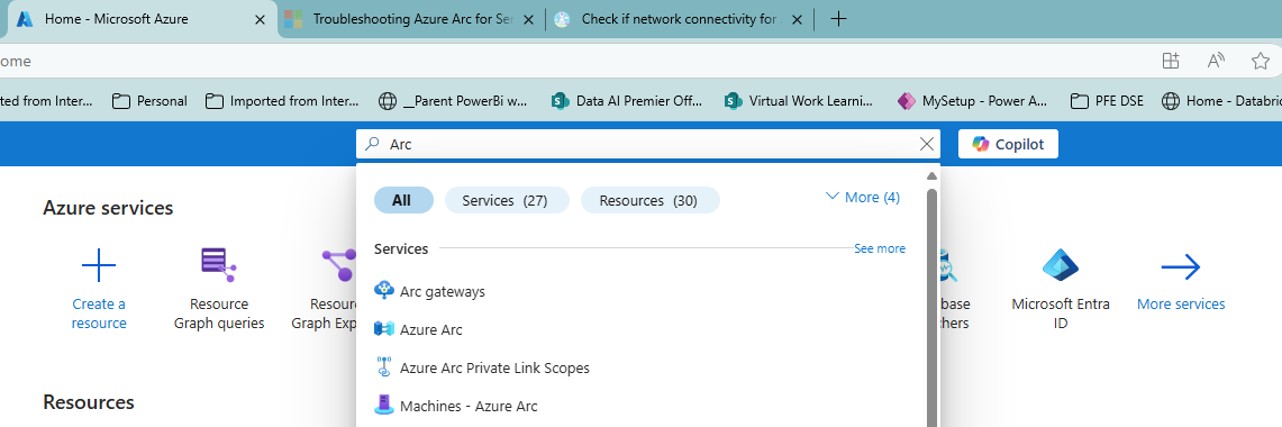 Home - Microsoft Azure
Troubleshooting Azure Arc for Ser
Check if network connectivity for
ome
ted from Inter...
Personal
Imported from Inter...
__Parent PowerBi w...
Data AI Premier Off...
Virtual Work Learni...
MySetup - Power A...
PFE DSE
Home - Databric
Arc
Copilot
All
Services (27)
Resources (30)
More (4)
Azure services
Services
See more
Create a
resource
Resource
Graph queries
Resour
Graph Exp
Arc gateways
Azure Arc
Azure Arc Private Link Scopes
Machines - Azure Arc
base
hers
Microsoft Entra
ID
More services
Resources